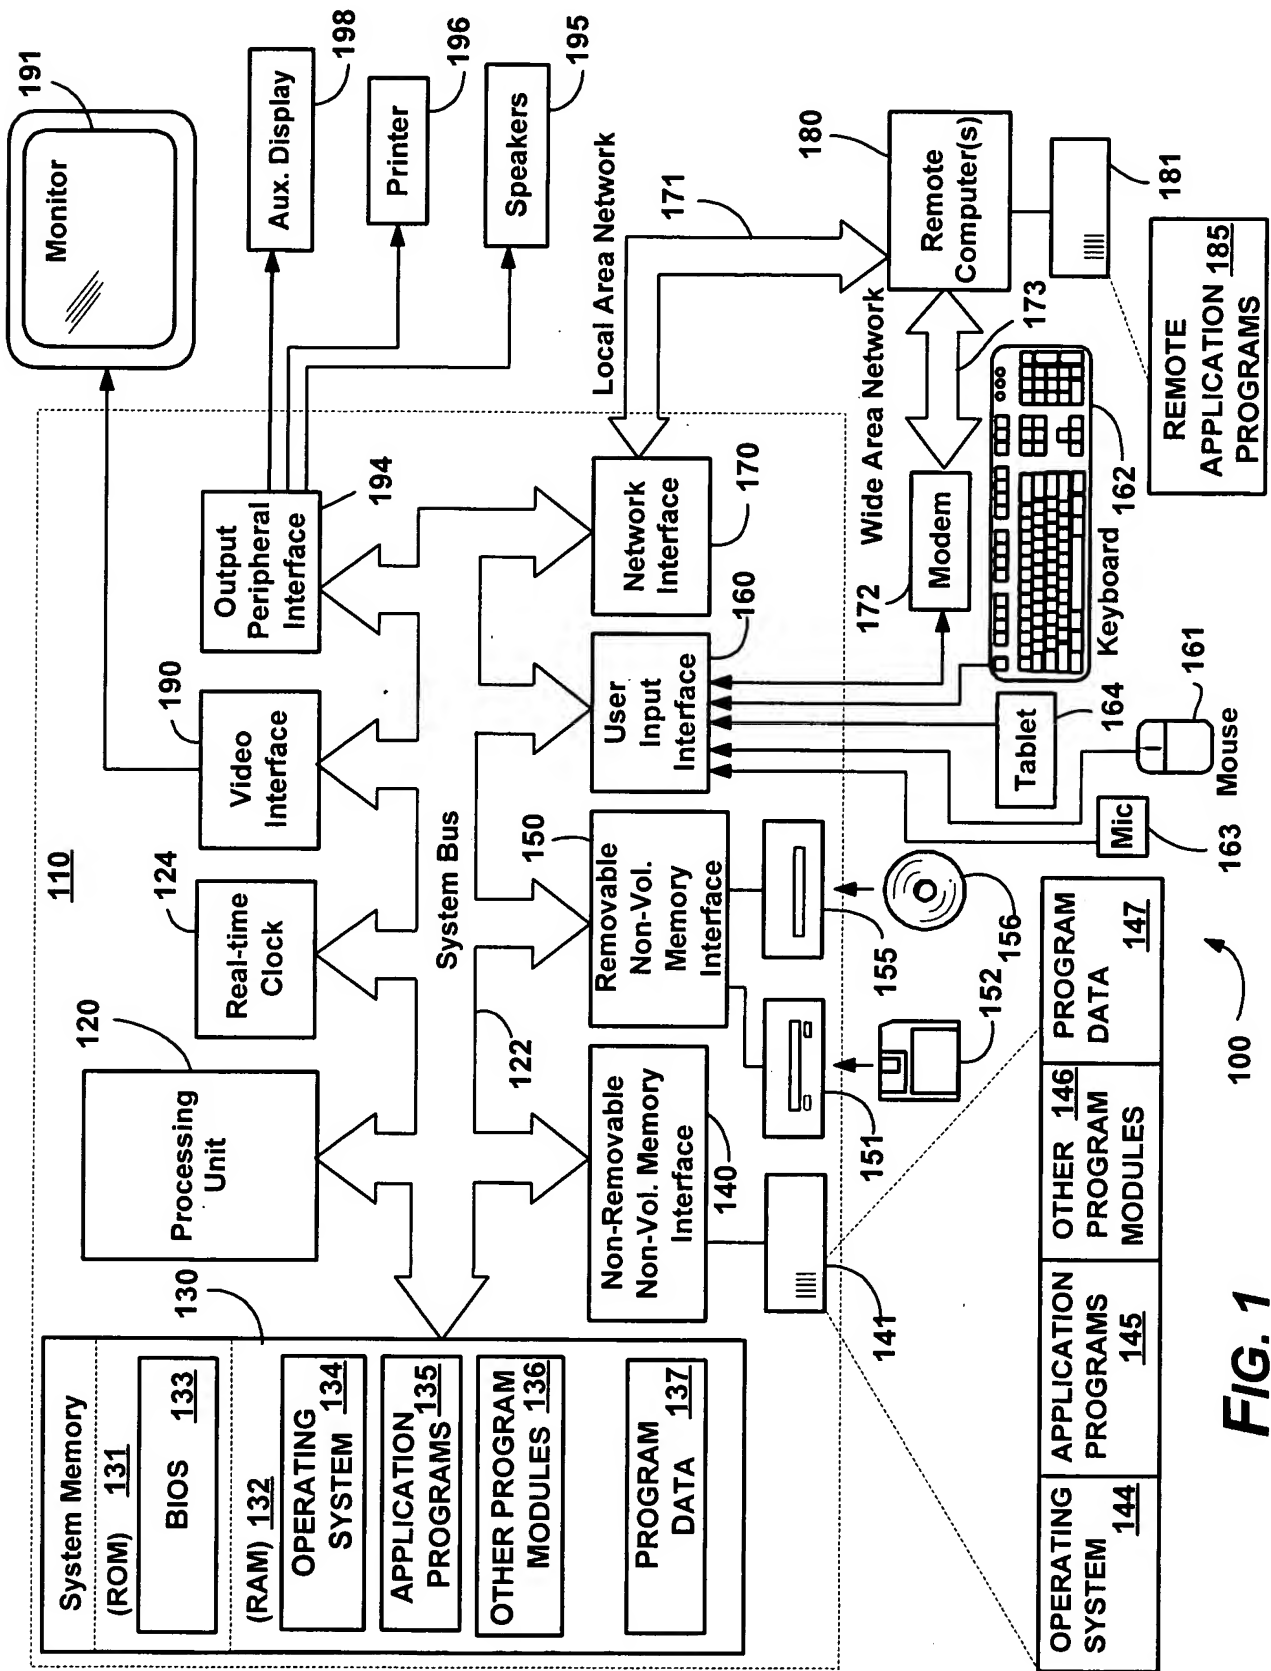 110
System Memory
(ROM) 131
BIOS 133
(RAM) 132
OPERATING
SYSTEM 134
APPLICATION
PROGRAMS 135
OTHER PROGRAM
MODULES 136
PROGRAM
DATA 137
130
Processing
Unit
120
Real-time
Clock
124
Video
Interface
190
Output
Peripheral
Interface
194
Monitor
191
Aux. Display
198
Printer
196
Speakers
195
System Bus
122
Non-Removable
Non-Vol. Memory
Interface
140
Removable
Non-Vol.
Memory
Interface
150
User
Input
Interface
160
Network
Interface
170
Local Area Network
171
141
151
152
155
156
Wide Area Network
173
Modem
172
Remote
Computer(s)
180
181
Keyboard
162
Tablet
164
Mic
163
Mouse
161
OPERATING
SYSTEM 144
APPLICATION
PROGRAMS
145
OTHER 146
PROGRAM
MODULES
PROGRAM
DATA 147
REMOTE
APPLICATION 185
PROGRAMS
100
FIG. 1